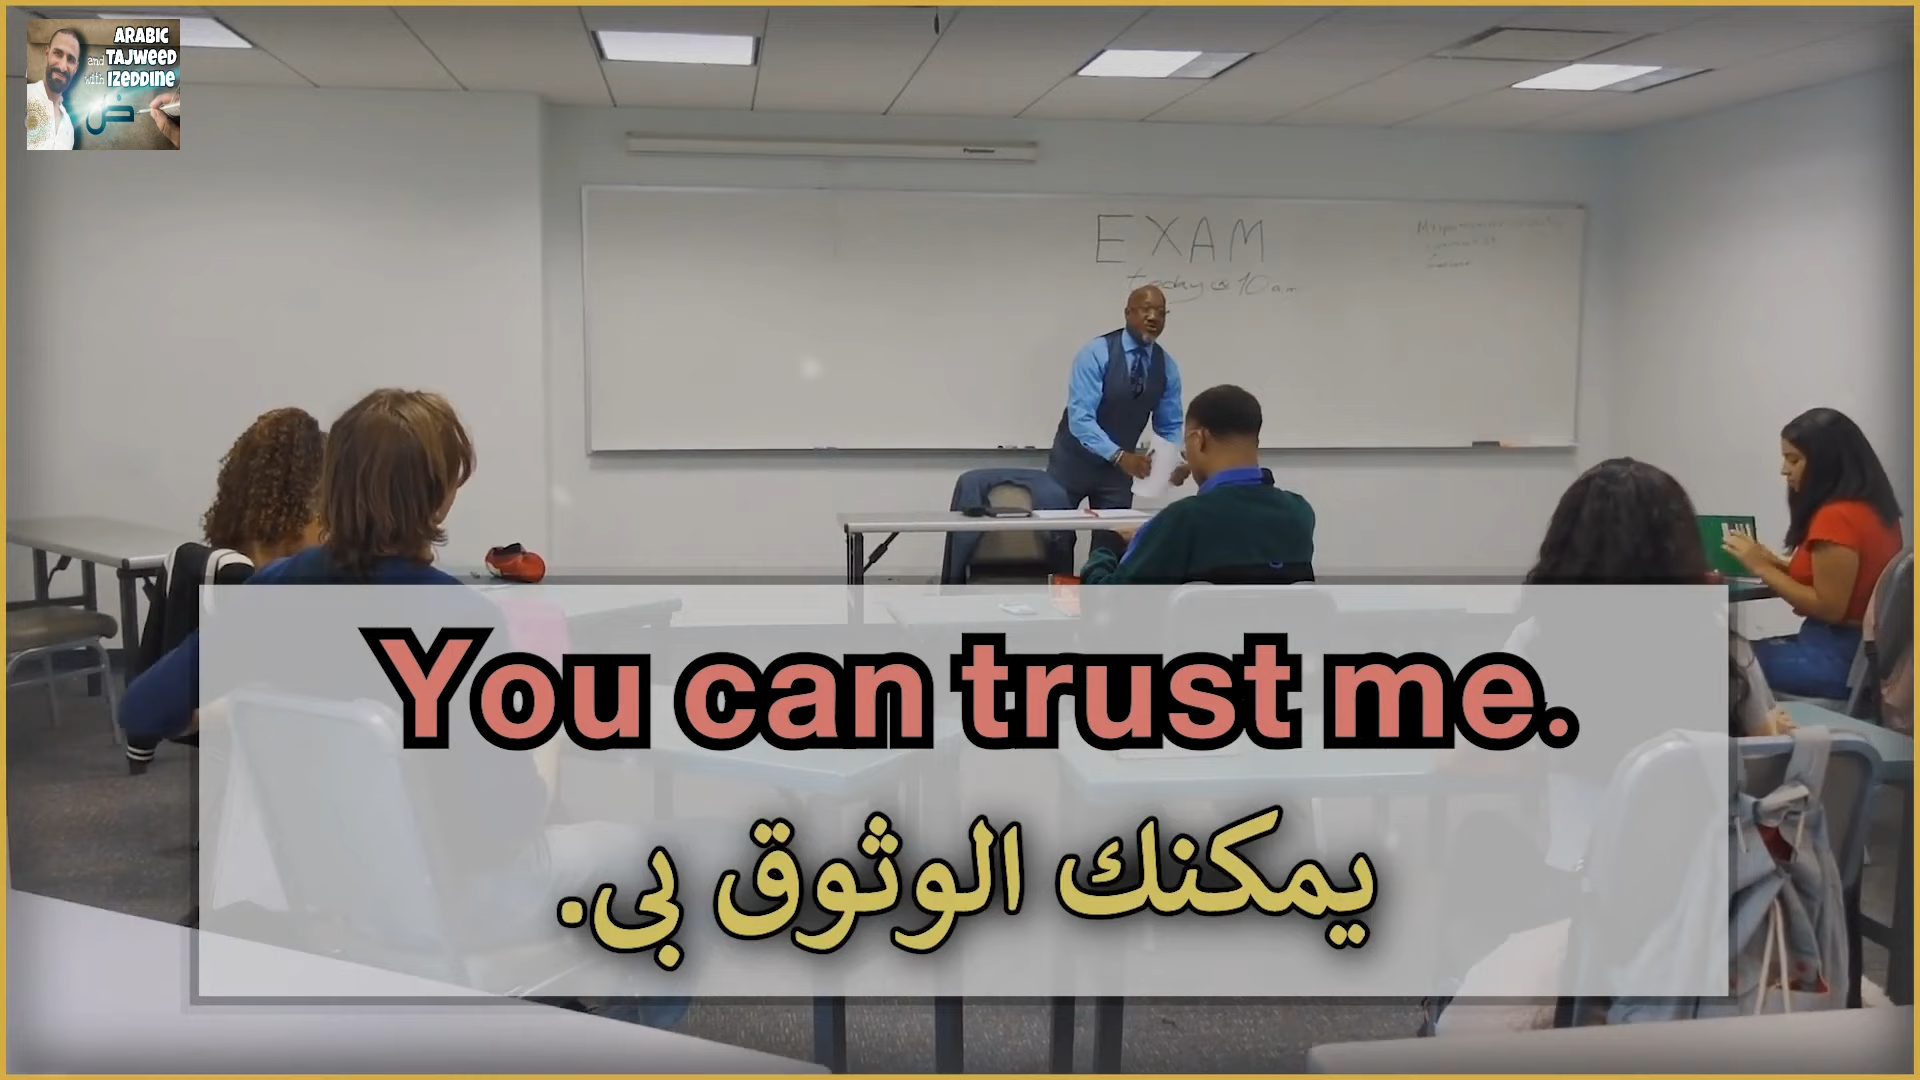 ARABIC
and TAJWEED
with IZEDDINE
ض
EXAM
today @ 10am
You can trust me.
يمكنك الوثوق بي.